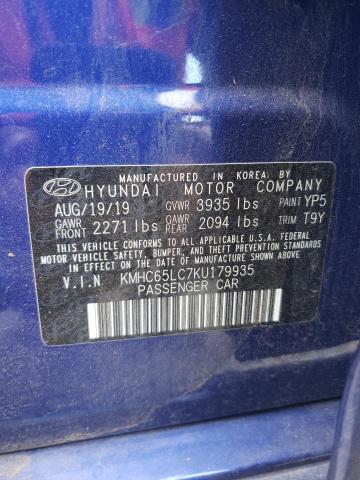 MANUFACTURED IN KOREA BY
HYUNDAI MOTOR COMPANY
AUG/19/19 GVWR 3935 lbs PAINT YP5
GAWR FRONT 2271 lbs GAWR REAR 2094 lbs TRIM T9Y
THIS VEHICLE CONFORMS TO ALL APPLICABLE U.S.A. FEDERAL
MOTOR VEHICLE SAFETY, BUMPER, AND THEFT PREVENTION STANDARDS
IN EFFECT ON THE DATE OF MANUFACTURE SHOWN ABOVE.
V.I.N KMHC65LC7KU179935
PASSENGER CAR